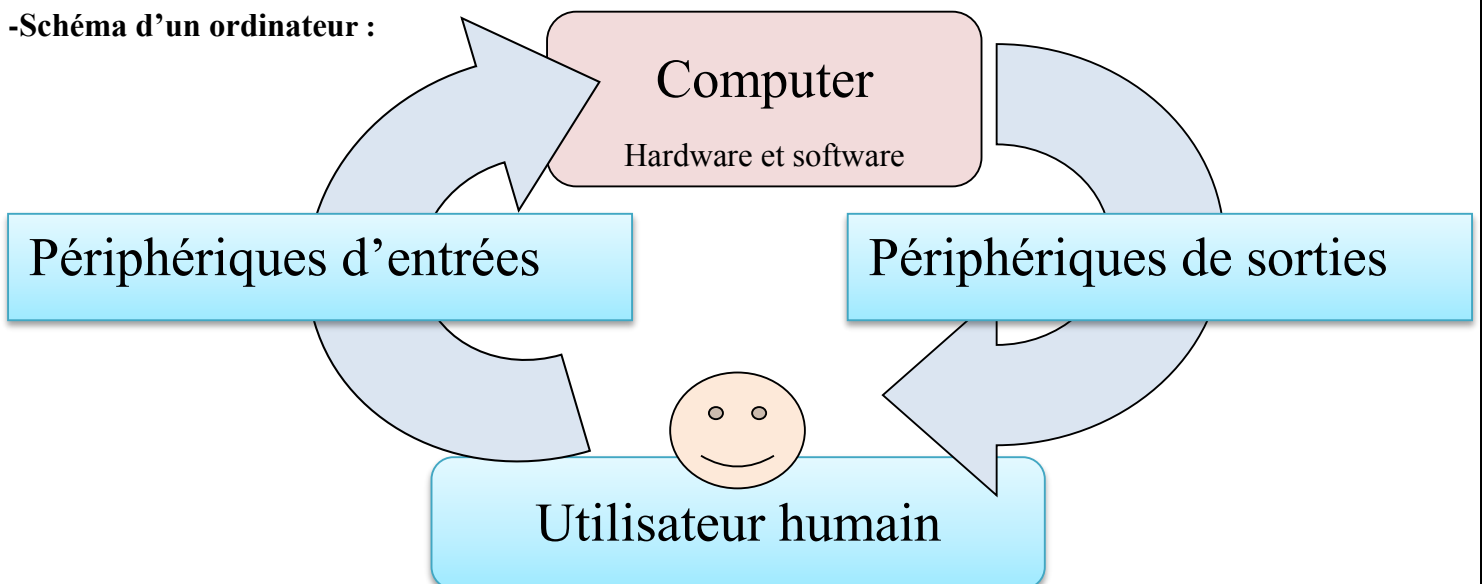 -Schéma d’un ordinateur :
Computer
Hardware et software
Périphériques d’entrées
Périphériques de sorties
Utilisateur humain